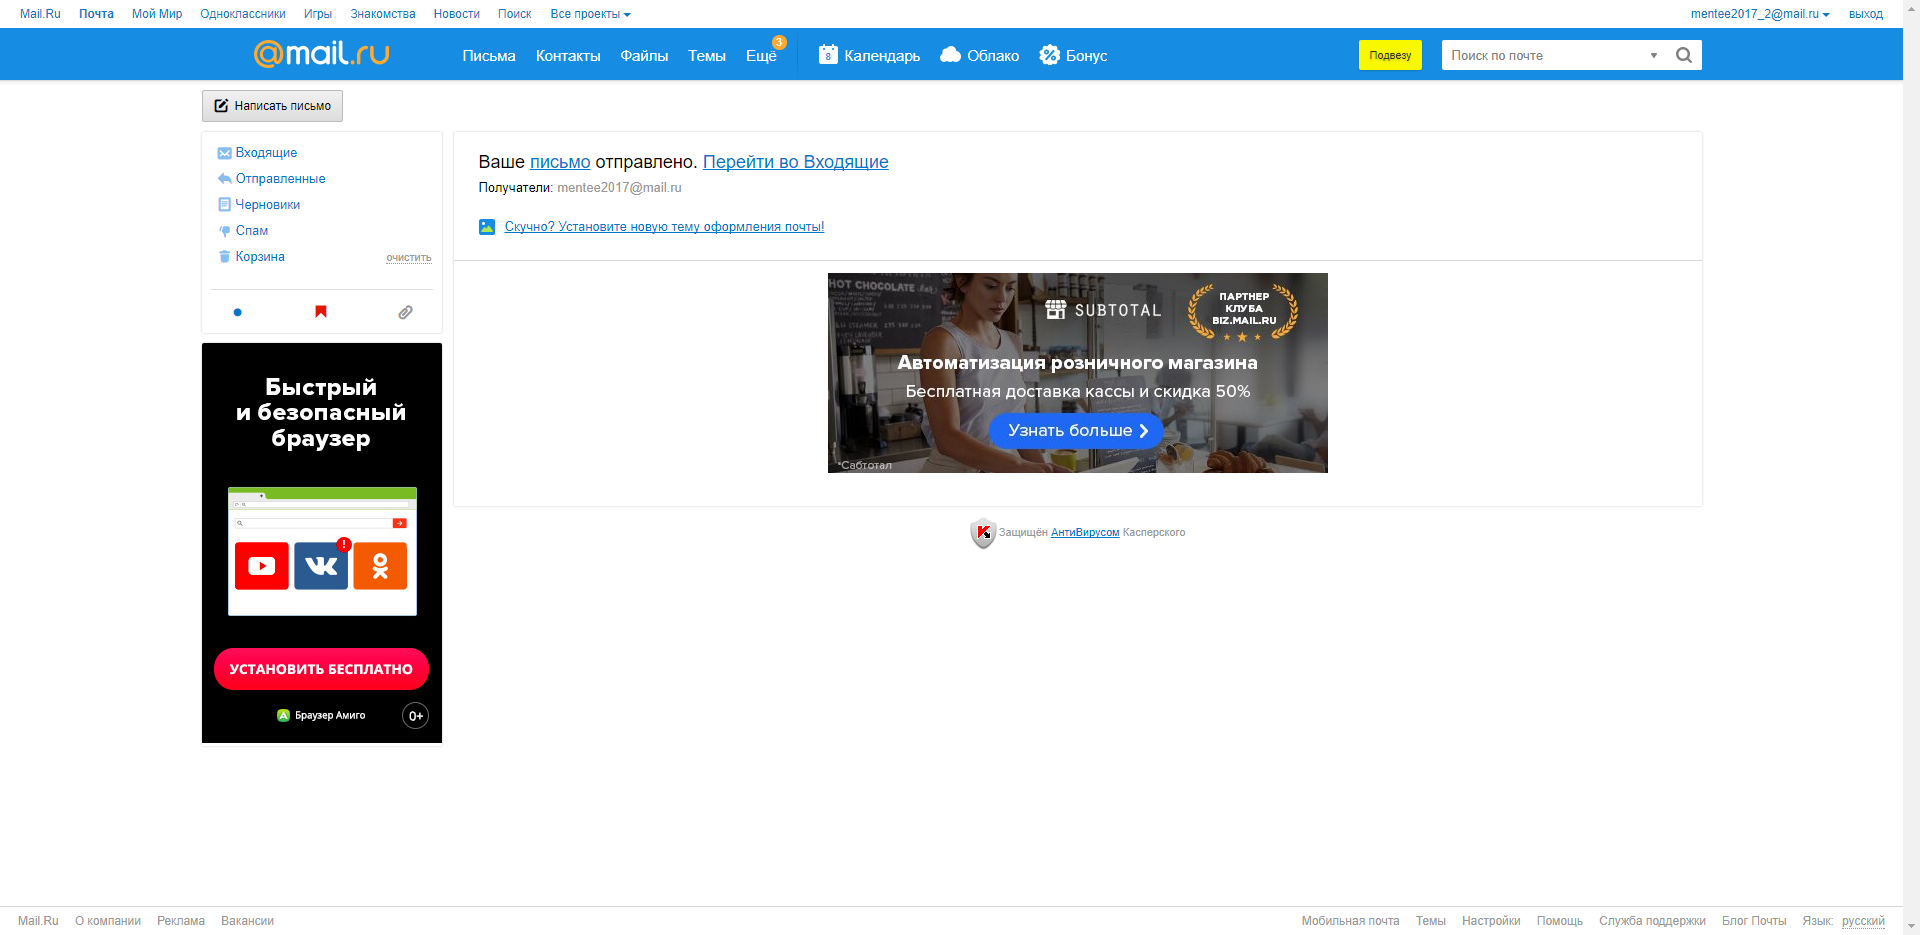 Mail.Ru Почта Мой Мир Одноклассники Игры Знакомства Новости Поиск Все проекты mentee2017_2@mail.ru выход
@mail.ru Письма Контакты Файлы Темы Ещё 3 8 Календарь Облако Бонус Подвезу Поиск по почте
Написать письмо
Входящие
Отправленные
Черновики
Спам
Корзина очистить
Ваше письмо отправлено. Перейти во Входящие
Получатели: mentee2017@mail.ru
Скучно? Установите новую тему оформления почты!
HOT CHOCOLATE
SUBTOTAL
ПАРТНЕР
КЛУБА
BIZ.MAIL.RU
Автоматизация розничного магазина
Бесплатная доставка кассы и скидка 50%
Узнать больше
*Сабтотал
Защищён АнтиВирусом Касперского
Быстрый
и безопасный
браузер
УСТАНОВИТЬ БЕСПЛАТНО
Браузер Амиго 0+
Mail.Ru О компании Реклама Вакансии Мобильная почта Темы Настройки Помощь Служба поддержки Блог Почты Язык: русский